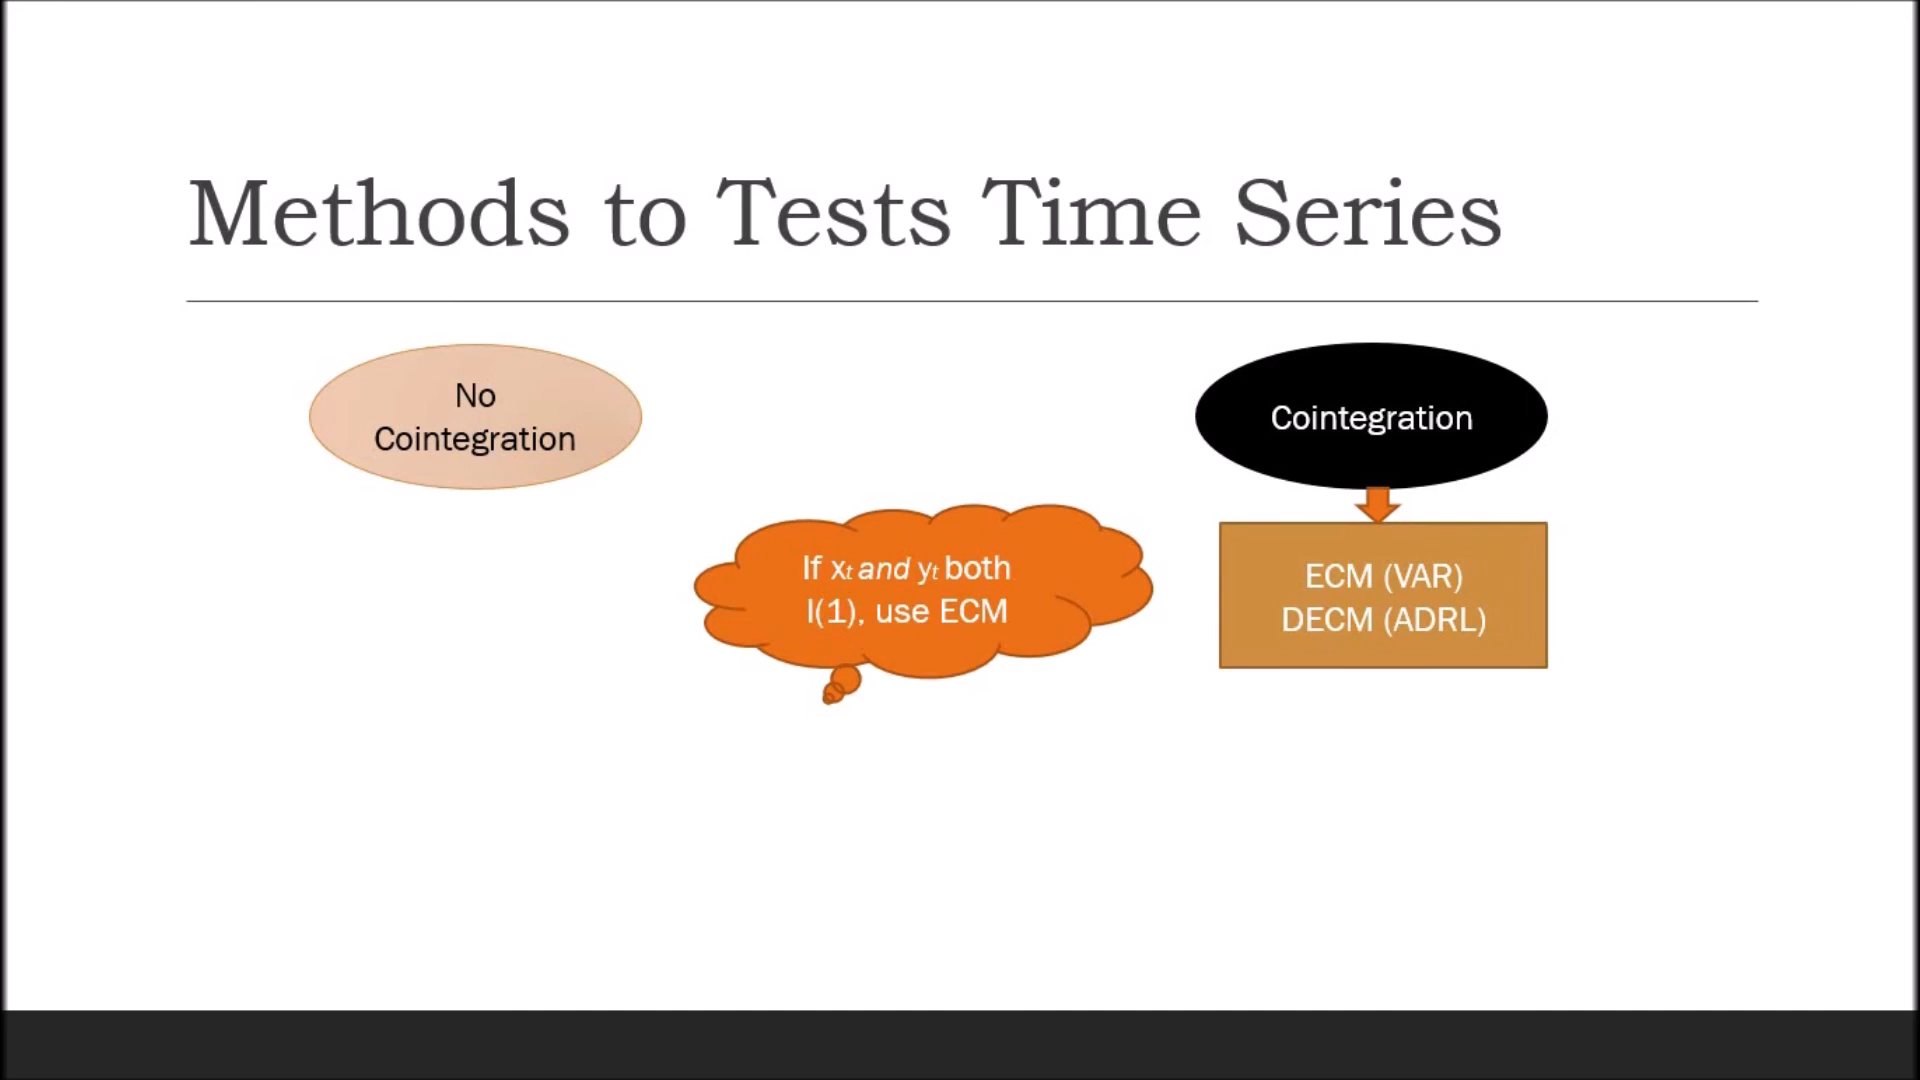 Methods to Tests Time Series
No
Cointegration
Cointegration
If xt and yt both
I(1), use ECM
ECM (VAR)
DECM (ADRL)